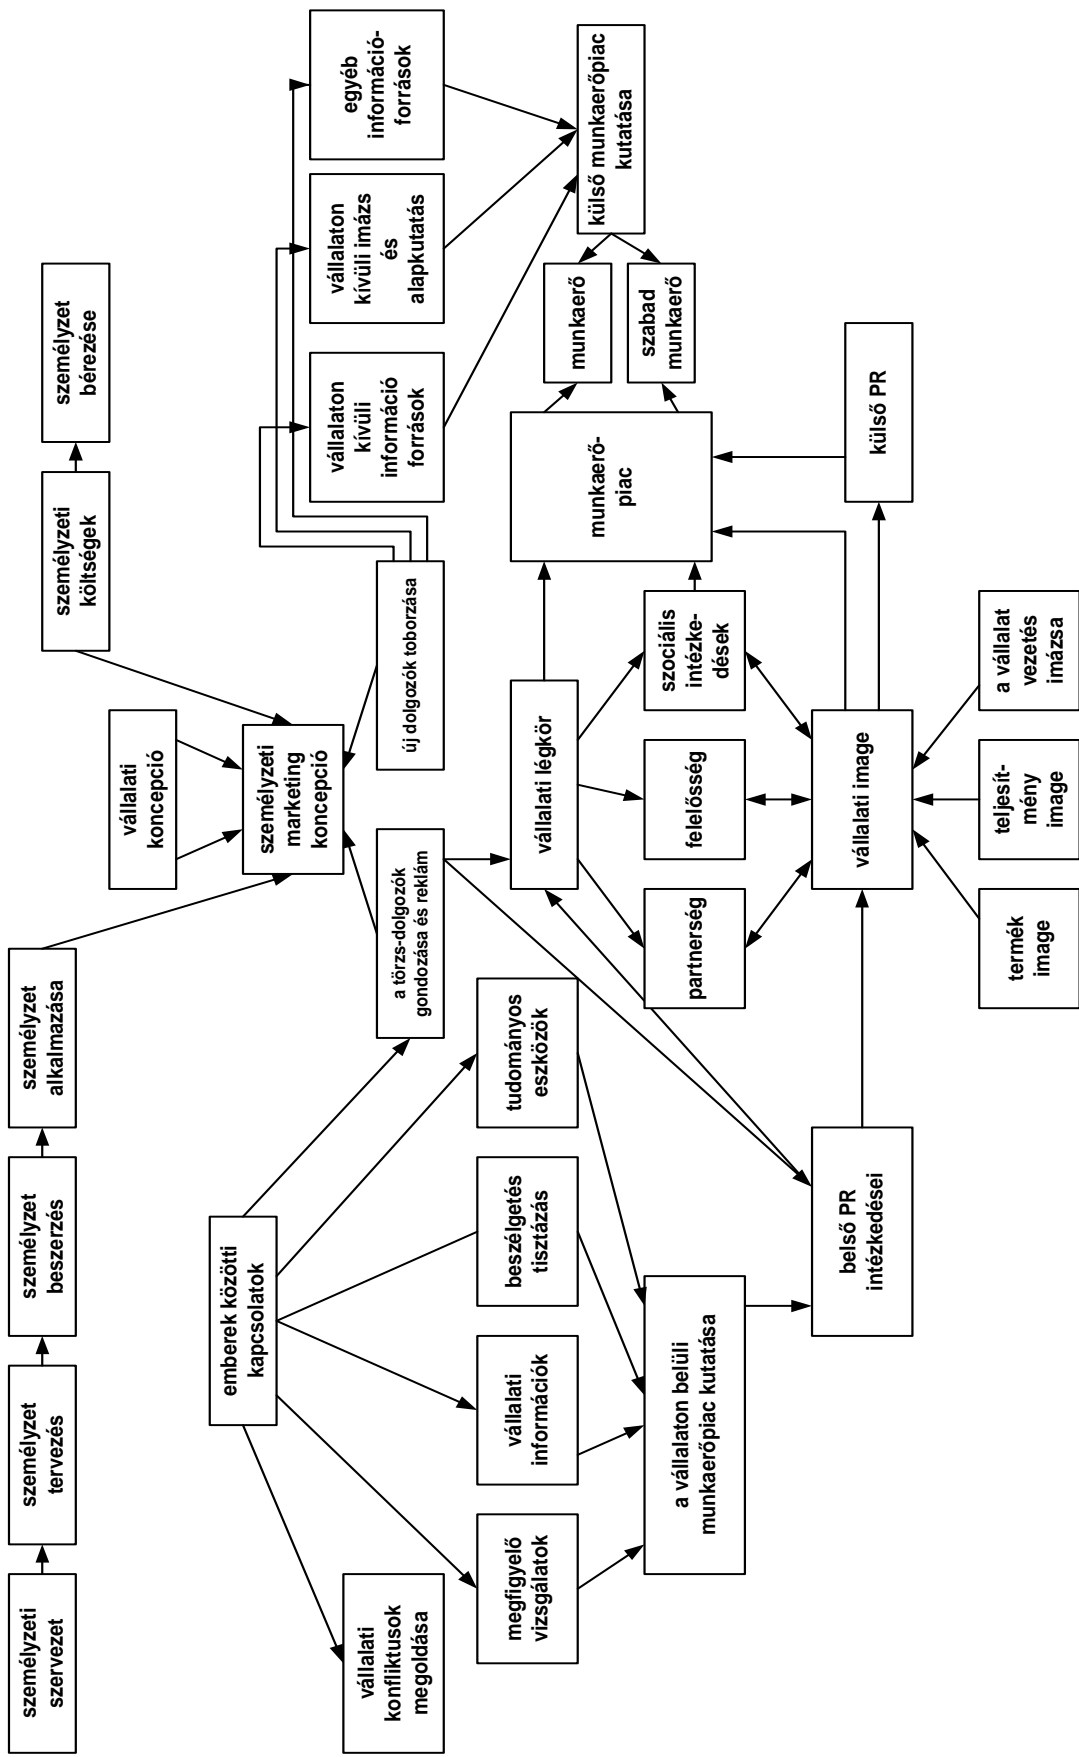 személyzeti
szervezet
személyzet
tervezés
személyzet
beszerzés
személyzet
alkalmazása
személyzeti
költségek
személyzet
bérezése
vállalati
koncepció
emberek közötti
kapcsolatok
személyzeti
marketing
koncepció
vállalati
konfliktusok
megoldása
a törzs-dolgozók
gondozása és reklám
új dolgozók toborzása
vállalaton
kívüli
információ
források
vállalaton
kívüli imázs
és
alapkutatás
egyéb
információ-
források
megfigyelő
vizsgálatok
vállalati
információk
beszélgetés
tisztázás
tudományos
eszközök
vállalati légkör
munkaerő-
piac
munkaerő
szabad
munkaerő
külső munkaerőpiac
kutatása
a vállalaton belüli
munkaerőpiac kutatása
partnerség
felelősség
szociális
intézke-
dések
belső PR
intézkedései
vállalati image
külső PR
termék
image
teljesít-
mény
image
a vállalat
vezetés
imázsa